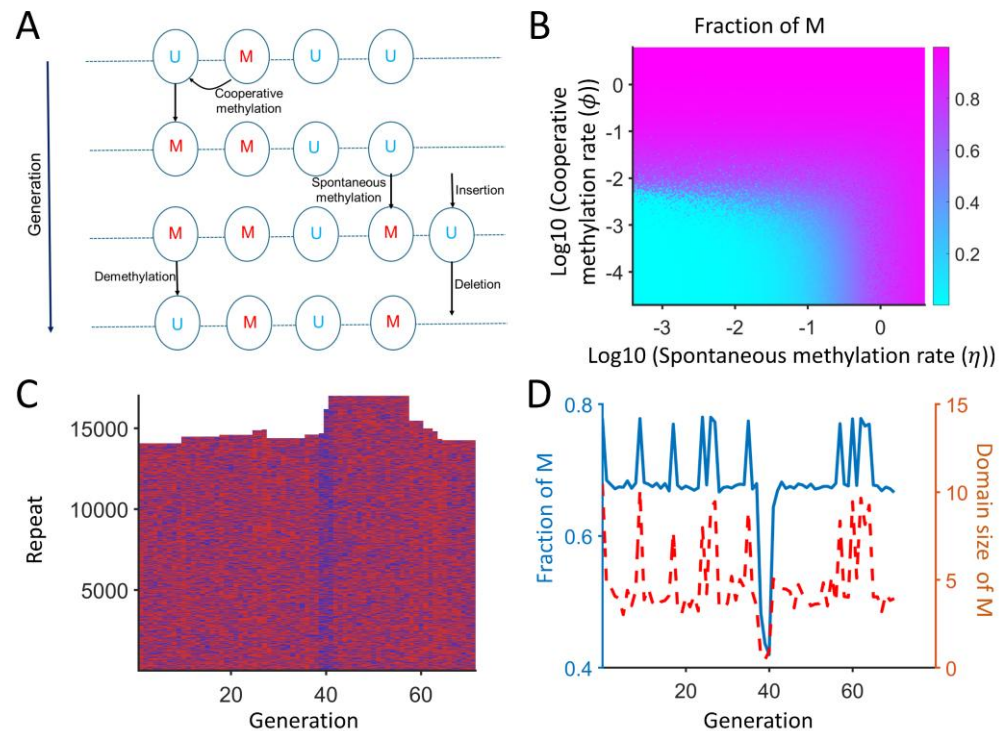 A
Generation
U M U U
Cooperative
methylation
M M U U
Spontaneous
methylation
Insertion
M M U M U
Demethylation
Deletion
U M U M
B
Fraction of M
Log10 (Cooperative
methylation rate (ϕ))
0
-1
-2
-3
-4
-3 -2 -1 0
Log10 (Spontaneous methylation rate (η))
0.8
0.6
0.4
0.2
C
Repeat
15000
10000
5000
20 40 60
Generation
D
Fraction of M
0.8
0.6
0.4
20 40 60
Generation
15
10
5
0
Domain size of M